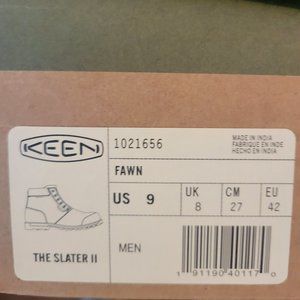 KEEN
1021656
MADE IN INDIA
FABRIQUE EN INDE
HECHO EN INDIA
FAWN
US 9
UK 8
CM 27
EU 42
THE SLATER II
MEN
1 91190 40117 0